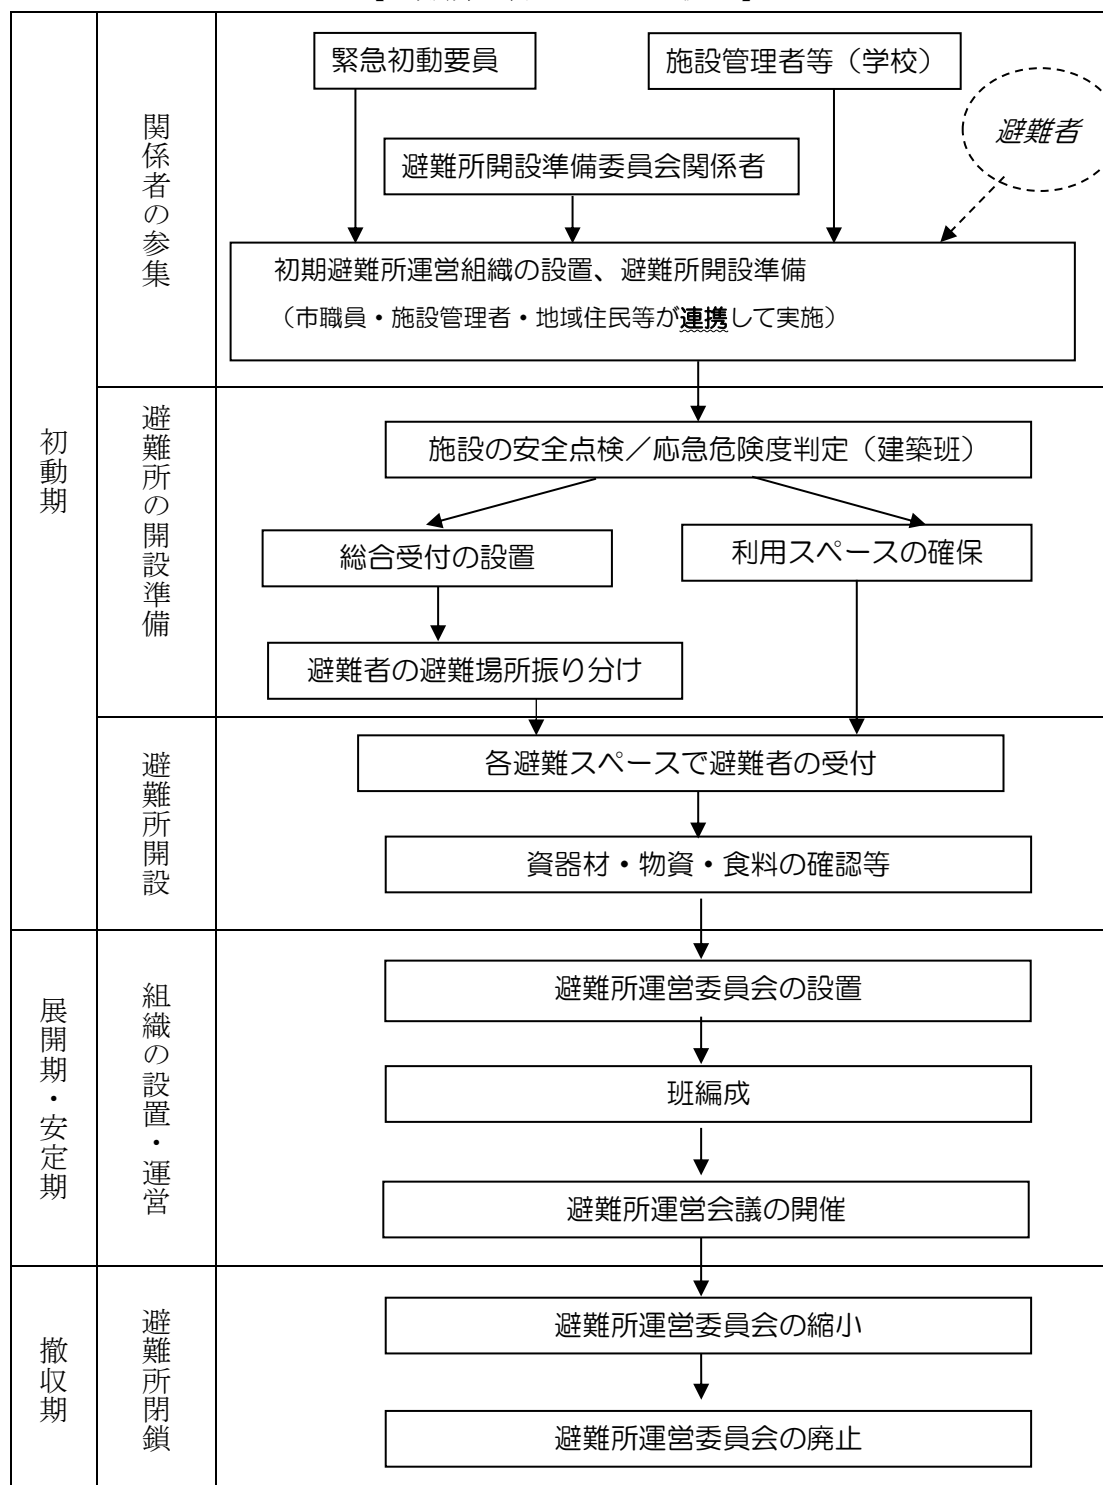 初動期
関係者の参集
緊急初動要員
施設管理者等（学校）
避難者
避難所開設準備委員会関係者
初期避難所運営組織の設置、避難所開設準備
（市職員・施設管理者・地域住民等が連携して実施）
避難所の開設準備
施設の安全点検／応急危険度判定（建築班）
総合受付の設置
利用スペースの確保
避難者の避難場所振り分け
避難所開設
各避難スペースで避難者の受付
資器材・物資・食料の確認等
展開期・安定期
組織の設置・運営
避難所運営委員会の設置
班編成
避難所運営会議の開催
撤収期
避難所閉鎖
避難所運営委員会の縮小
避難所運営委員会の廃止